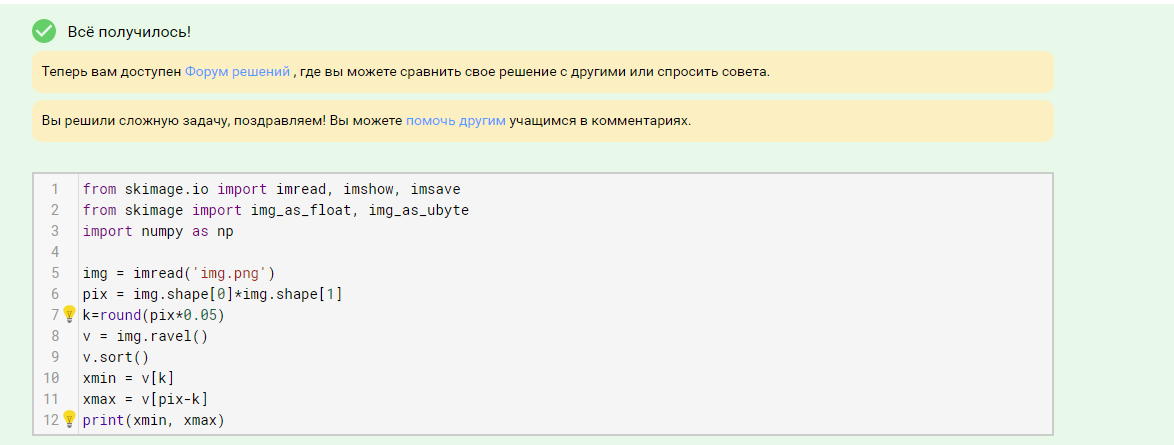 Всё получилось!
Теперь вам доступен Форум решений , где вы можете сравнить свое решение с другими или спросить совета.
Вы решили сложную задачу, поздравляем! Вы можете помочь другим учащимся в комментариях.
1 from skimage.io import imread, imshow, imsave
2 from skimage import img_as_float, img_as_ubyte
3 import numpy as np
4
5 img = imread('img.png')
6 pix = img.shape[0]*img.shape[1]
7 k=round(pix*0.05)
8 v = img.ravel()
9 v.sort()
10 xmin = v[k]
11 xmax = v[pix-k]
12 print(xmin, xmax)